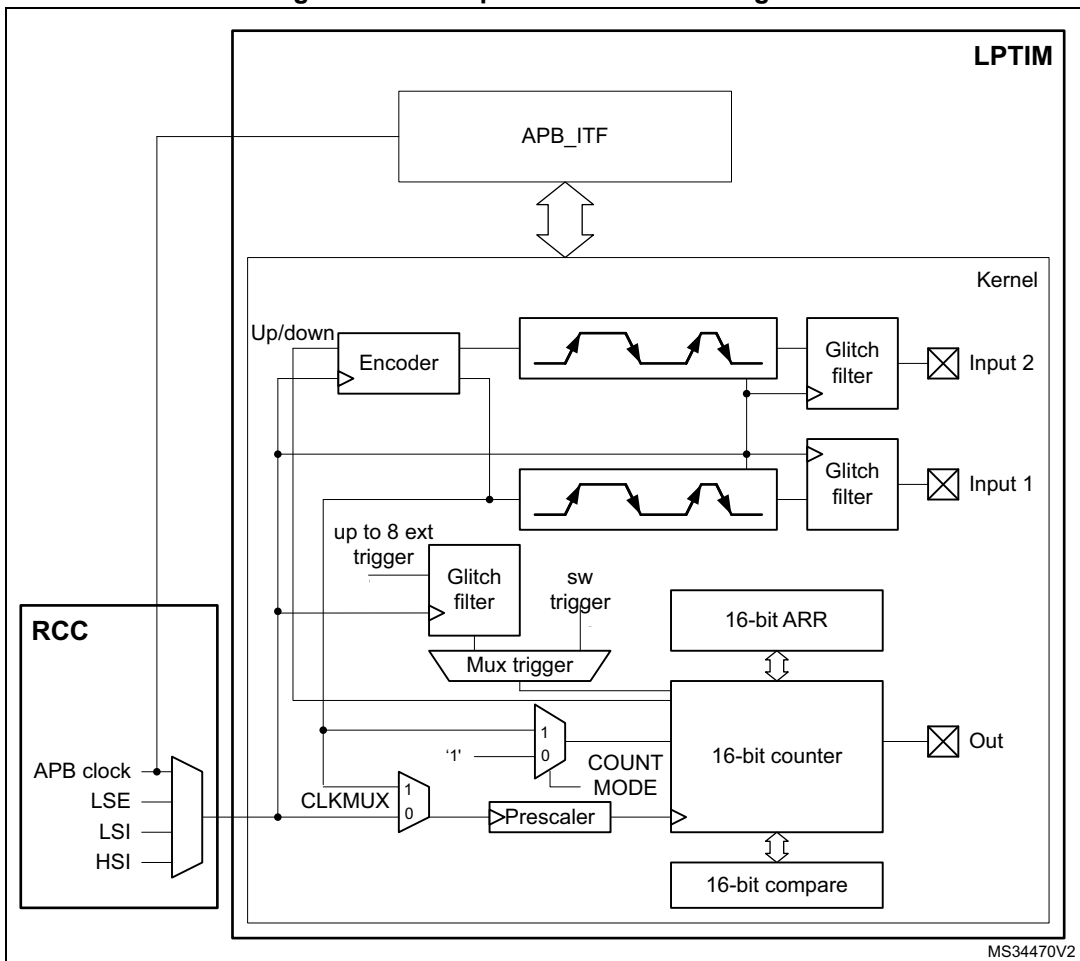 LPTIM
APB_ITF
Kernel
Up/down
Encoder
Glitch
filter
Input 2
Glitch
filter
Input 1
up to 8 ext
trigger
Glitch
filter
sw
trigger
16-bit ARR
RCC
Mux trigger
1
0
'1'
COUNT
MODE
16-bit counter
Out
APB clock
LSE
LSI
HSI
CLKMUX
1
0
Prescaler
16-bit compare
MS34470V2